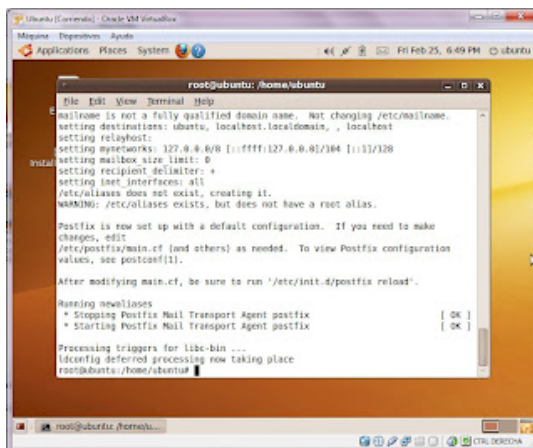 Ubuntu [Corriendo] - Oracle VM VirtualBox
Máquina Dispositivos Ayuda
Applications Places System Fri Feb 25, 6:49 PM ubuntu
root@ubuntu: /home/ubuntu
File Edit View Terminal Help
mailname is not a fully qualified domain name. Not changing /etc/mailname.
setting destinations: ubuntu, localhost.localdomain, , localhost
setting relayhost:
setting mynetworks: 127.0.0.0/8 [::ffff:127.0.0.0]/104 [::1]/128
setting mailbox_size_limit: 0
setting recipient_delimiter: +
setting inet_interfaces: all
/etc/aliases does not exist, creating it.
WARNING: /etc/aliases exists, but does not have a root alias.
Postfix is now set up with a default configuration. If you need to make
changes, edit
/etc/postfix/main.cf (and others) as needed. To view Postfix configuration
values, see postconf(1).
After modifying main.cf, be sure to run '/etc/init.d/postfix reload'.
Running newaliases
* Stopping Postfix Mail Transport Agent postfix [ OK ]
* Starting Postfix Mail Transport Agent postfix [ OK ]
Processing triggers for libc-bin ...
ldconfig deferred processing now taking place
root@ubuntu:/home/ubuntu#
Instal
root@ubuntu: /home/u...
CTRL DERECHA